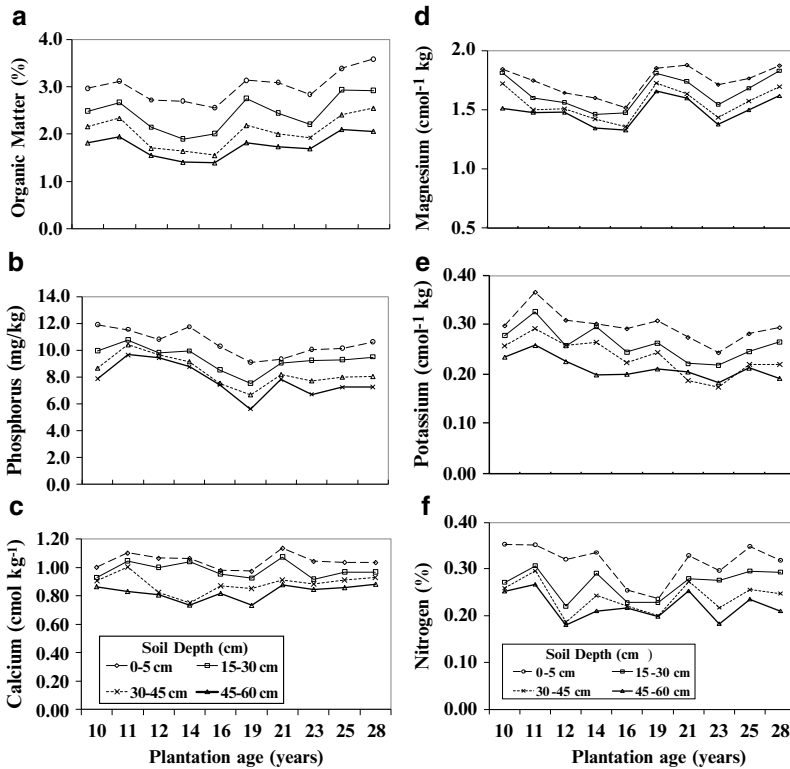 a
Organic Matter (%)
4.0
3.0
2.0
1.0
0.0
b
Phosphorus (mg/kg)
14.0
12.0
10.0
8.0
6.0
4.0
2.0
0.0
c
Calcium (cmol kg-1)
1.20
1.00
0.80
0.60
0.40
0.20
0.00
Soil Depth (cm)
0-5 cm
15-30 cm
30-45 cm
45-60 cm
10 11 12 14 16 19 21 23 25 28
Plantation age (years)
d
Magnesium (cmol-1 kg)
2.0
1.5
1.0
0.5
e
Potassium (cmol-1 kg)
0.40
0.30
0.20
0.10
0.00
f
Nitrogen (%)
0.40
0.30
0.20
0.10
0.00
Soil Depth (cm )
0-5 cm
15-30 cm
30-45 cm
45-60 cm
10 11 12 14 16 19 21 23 25 28
Plantation age (years)